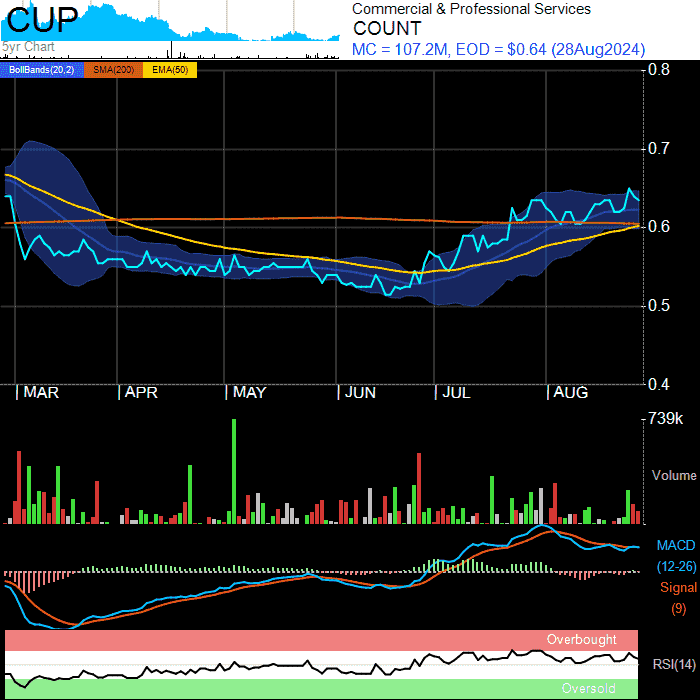 CUP
5yr Chart
Commercial & Professional Services
COUNT
MC = 107.2M, EOD = $0.64 (28Aug2024)
BollBands(20,2) SMA(200) EMA(50)
0.8
0.7
0.6
0.5
0.4
MAR APR MAY JUN JUL AUG
739k
Volume
MACD
(12-26)
Signal
(9)
Overbought
RSI(14)
Oversold